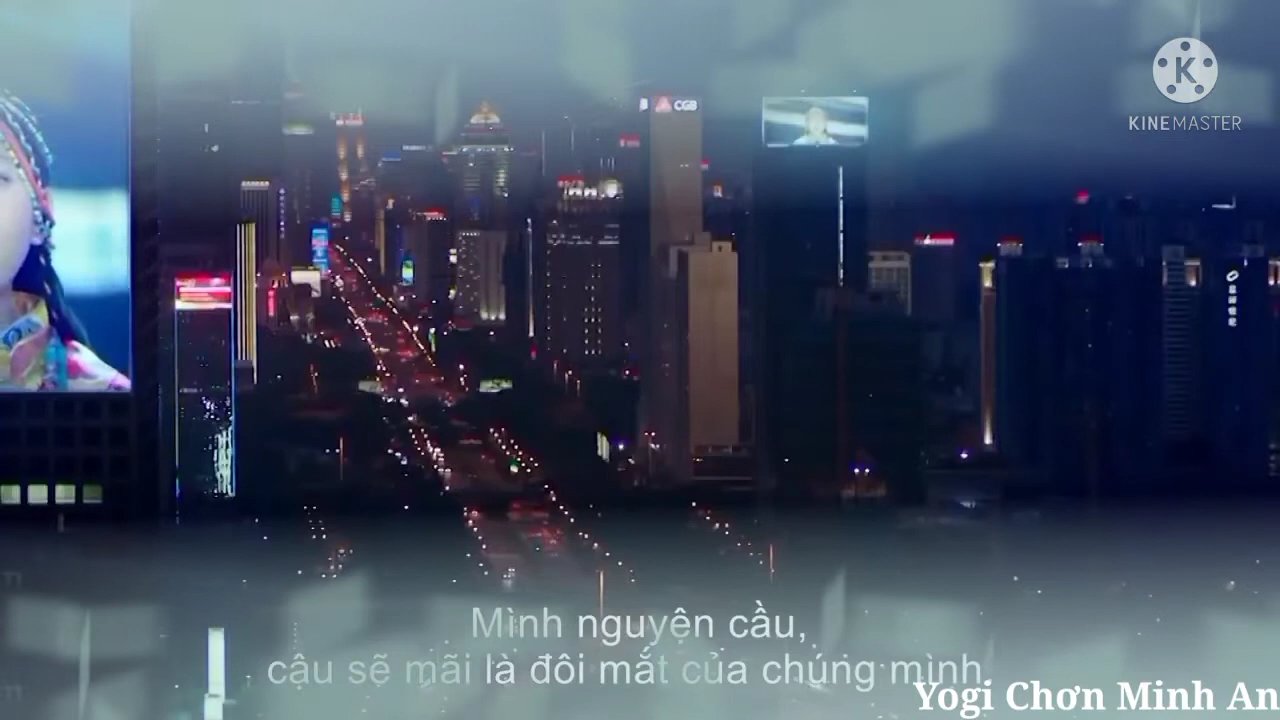 CGB
K
KINEMASTER
Mình nguyện cầu,
cậu sẽ mãi là đôi mắt của chúng mình.
Yogi Chơn Minh An